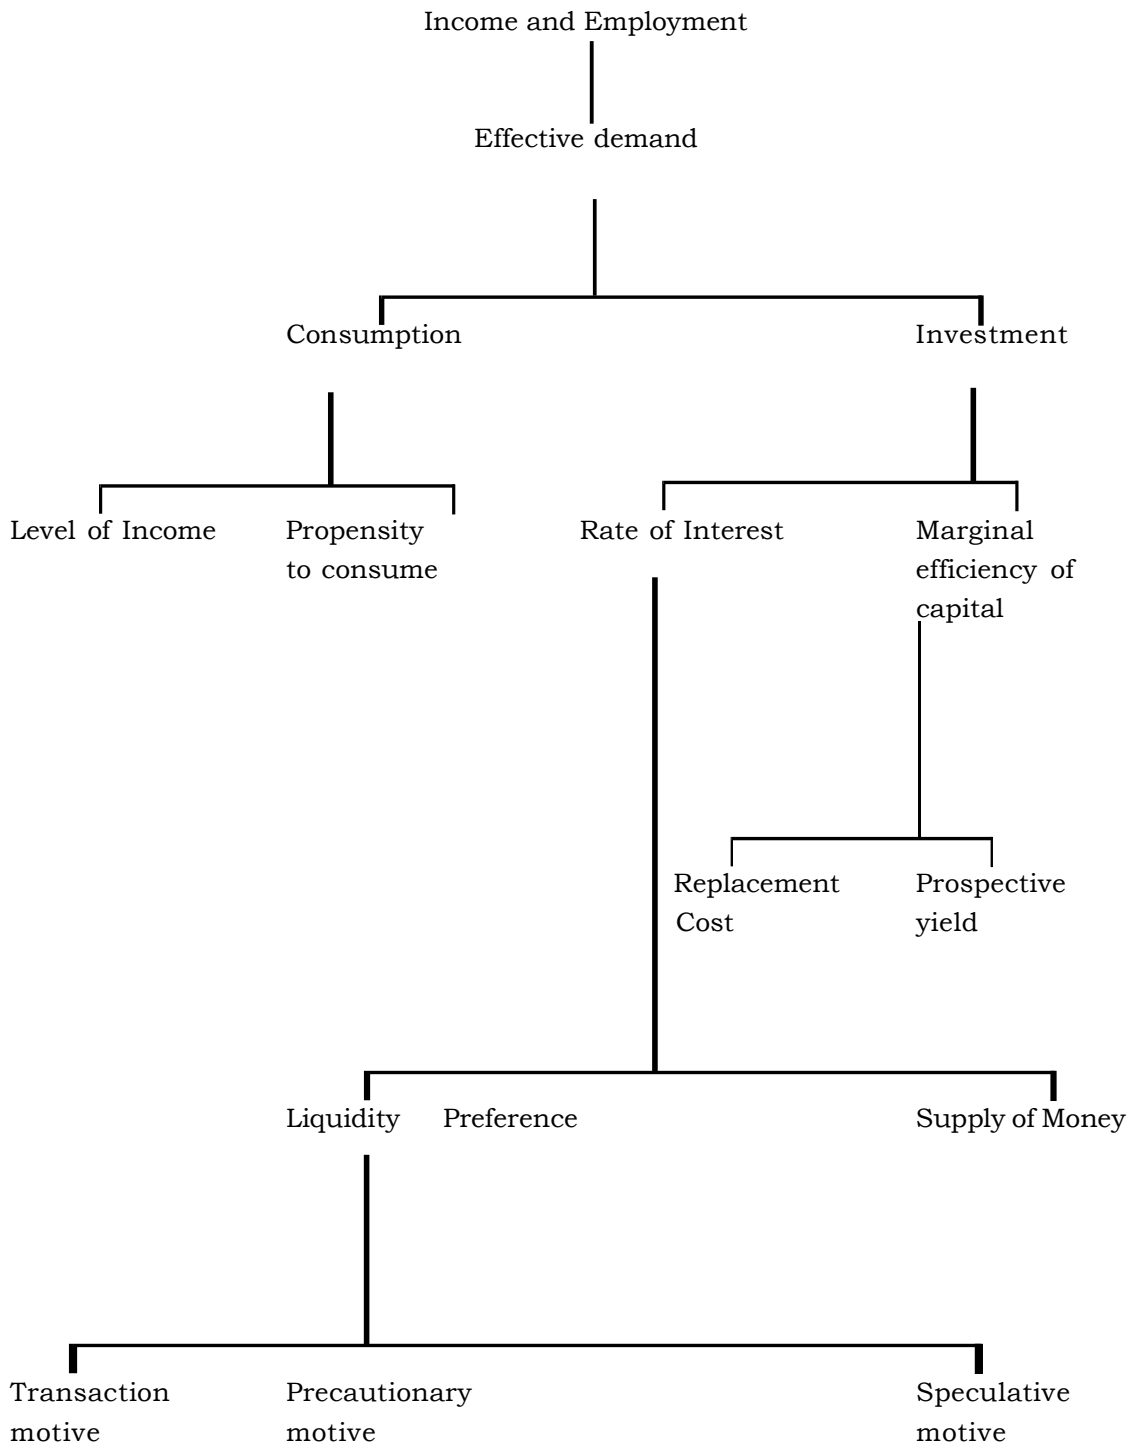 Income and Employment
Effective demand
Consumption
Investment
Level of Income
Propensity
to consume
Rate of Interest
Marginal
efficiency of
capital
Replacement
Cost
Prospective
yield
Liquidity Preference
Supply of Money
Transaction
motive
Precautionary
motive
Speculative
motive